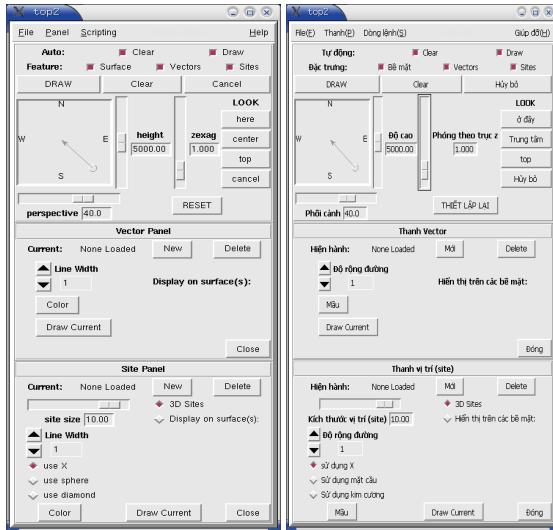 top2
File Panel Scripting Help
Auto: Clear Draw
Feature: Surface Vectors Sites
DRAW Clear Cancel
N
W E
S
height
5000.00
zexag
1.000
LOOK
here
center
top
cancel
perspective 40.0
RESET
Vector Panel
Current: None Loaded New Delete
Line Width
1
Display on surface(s):
Color
Draw Current
Close
Site Panel
Current: None Loaded New Delete
3D Sites
site size 10.00 Display on surface(s):
Line Width
1
use X
use sphere
use diamond
Color Draw Current Close
top2
File(F) Thanh(P) Dòng lệnh(S) Giúp đỡ(H)
Tự động: Clear Draw
Đặc trưng: Bề mặt Vectors Sites
DRAW Clear Hủy bỏ
N
W E
S
Độ cao
5000.00
Phóng theo trục z
1.000
LOOK
ở đây
Trung tâm
top
Hủy bỏ
Phối cảnh 40.0
THIẾT LẬP LẠI
Thanh Vector
Hiện hành: None Loaded Mới Delete
Độ rộng đường
1
Hiển thị trên các bề mặt:
Mầu
Draw Current
Đóng
Thanh vị trí (site)
Hiện hành: None Loaded Mới Delete
3D Sites
Kích thước vị trí (site) 10.00 Hiển thị trên các bề mặt:
Độ rộng đường
1
sử dụng X
Sử dụng mặt cầu
Sử dụng kim cương
Mầu Draw Current Đóng